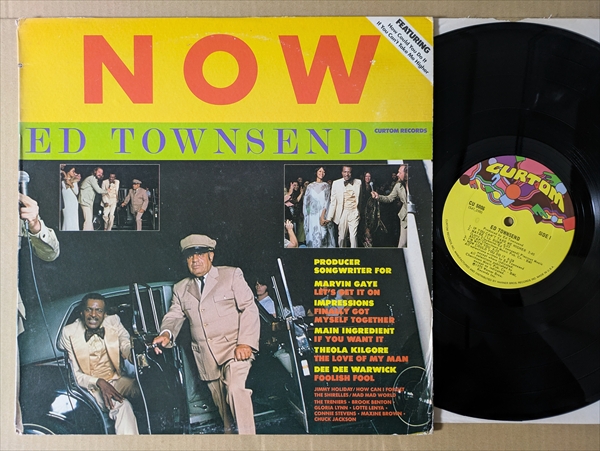 NOW
FEATURING
How Could You Do It
If You Can't Take Me Higher
ED TOWNSEND
CURTOM RECORDS
PRODUCER
SONGWRITER FOR
MARVIN GAYE
LET'S GET IT ON
IMPRESSIONS
FINALLY GOT
MYSELF TOGETHER
MAIN INGREDIENT
IF YOU WANT IT
THEOLA KILGORE
THE LOVE OF MY MAN
DEE DEE WARWICK
FOOLISH FOOL
JIMMY HOLIDAY/HOW CAN I FORGET
THE SHIRELLES/MAD MAD WORLD
THE TRENIERS • BROOK BENTON
GLORIA LYNN • LOTTE LENYA
CONNIE STEVENS • MAXINE BROWN
CHUCK JACKSON
CURTOM
CU 5006
ED TOWNSEND
SIDE 1